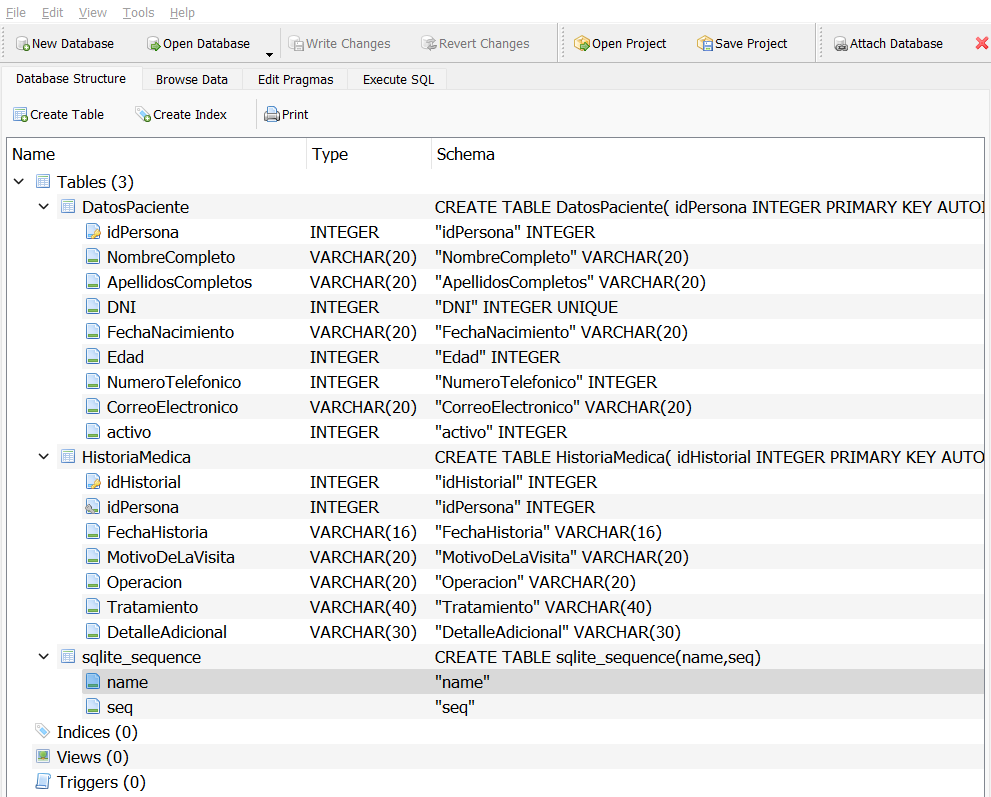 File Edit View Tools Help
New Database Open Database Write Changes Revert Changes Open Project Save Project Attach Database
Database Structure Browse Data Edit Pragmas Execute SQL
Create Table Create Index Print
Name Type Schema
Tables (3)
DatosPaciente CREATE TABLE DatosPaciente( idPersona INTEGER PRIMARY KEY AUTOI
idPersona INTEGER "idPersona" INTEGER
NombreCompleto VARCHAR(20) "NombreCompleto" VARCHAR(20)
ApellidosCompletos VARCHAR(20) "ApellidosCompletos" VARCHAR(20)
DNI INTEGER "DNI" INTEGER UNIQUE
FechaNacimiento VARCHAR(20) "FechaNacimiento" VARCHAR(20)
Edad INTEGER "Edad" INTEGER
NumeroTelefonico INTEGER "NumeroTelefonico" INTEGER
CorreoElectronico VARCHAR(20) "CorreoElectronico" VARCHAR(20)
activo INTEGER "activo" INTEGER
HistoriaMedica CREATE TABLE HistoriaMedica( idHistorial INTEGER PRIMARY KEY AUTO
idHistorial INTEGER "idHistorial" INTEGER
idPersona INTEGER "idPersona" INTEGER
FechaHistoria VARCHAR(16) "FechaHistoria" VARCHAR(16)
MotivoDeLaVisita VARCHAR(20) "MotivoDeLaVisita" VARCHAR(20)
Operacion VARCHAR(20) "Operacion" VARCHAR(20)
Tratamiento VARCHAR(40) "Tratamiento" VARCHAR(40)
DetalleAdicional VARCHAR(30) "DetalleAdicional" VARCHAR(30)
sqlite_sequence CREATE TABLE sqlite_sequence(name,seq)
name "name"
seq "seq"
Indices (0)
Views (0)
Triggers (0)